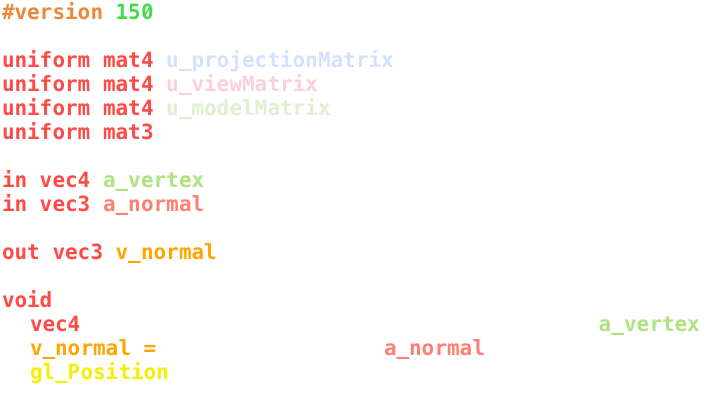 #version 150
uniform mat4 u_projectionMatrix
uniform mat4 u_viewMatrix
uniform mat4 u_modelMatrix
uniform mat3
in vec4 a_vertex
in vec3 a_normal
out vec3 v_normal
void
vec4 a_vertex
v_normal = a_normal
gl_Position